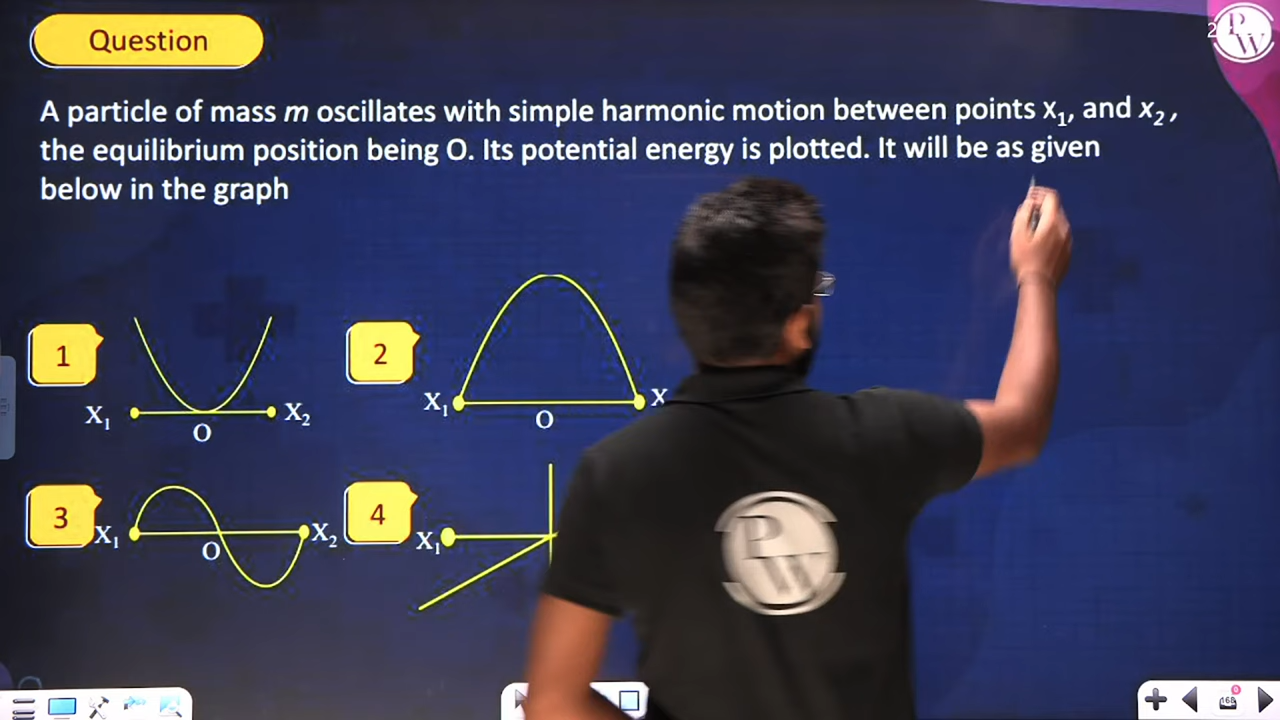 Question
A particle of mass m oscillates with simple harmonic motion between points x₁, and x₂,
the equilibrium position being O. Its potential energy is plotted. It will be as given
below in the graph
1
X₁ O X₂
2
X₁ O X
3
X₁ O X₂
4
X₁
P
W
P
W
168